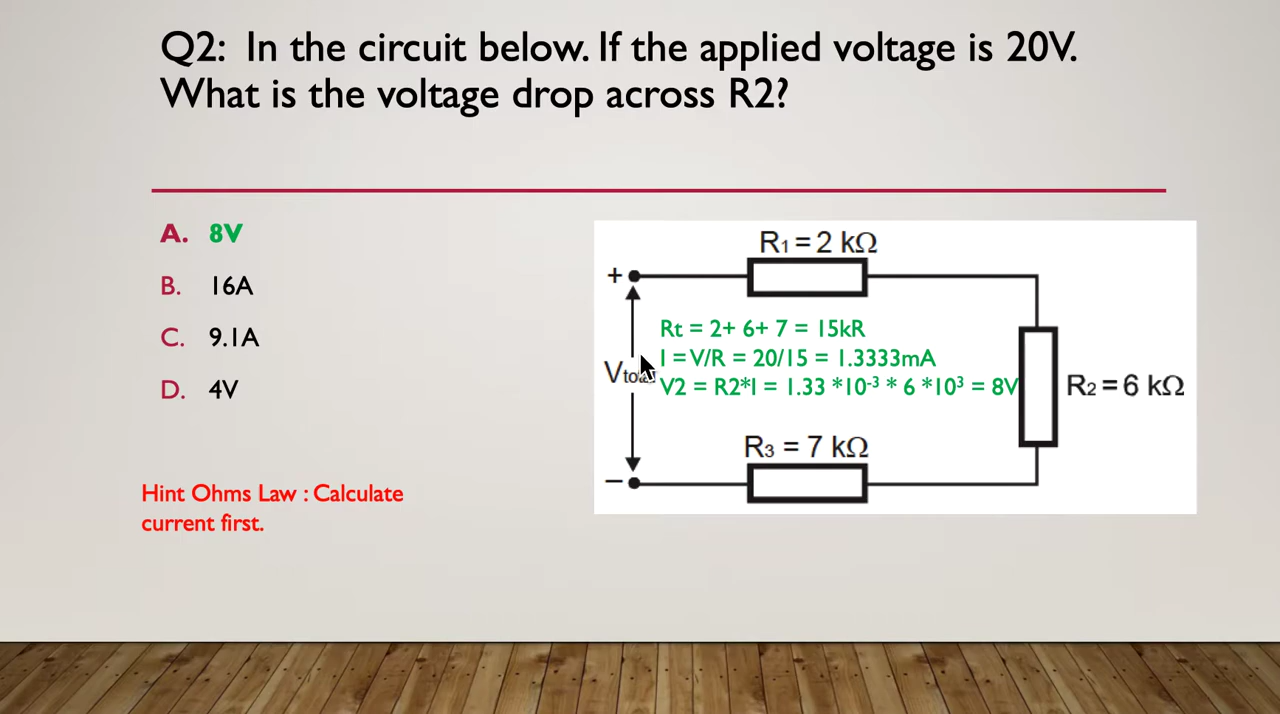 Q2: In the circuit below. If the applied voltage is 20V.
What is the voltage drop across R2?
A. 8V
B. 16A
C. 9.1A
D. 4V
Hint Ohms Law : Calculate
current first.
R₁ = 2 kΩ
+
Rt = 2+ 6+ 7 = 15kR
I = V/R = 20/15 = 1.3333mA
V2 = R2*I = 1.33 *10⁻³ * 6 *10³ = 8V
R₂ = 6 kΩ
R₃ = 7 kΩ
−